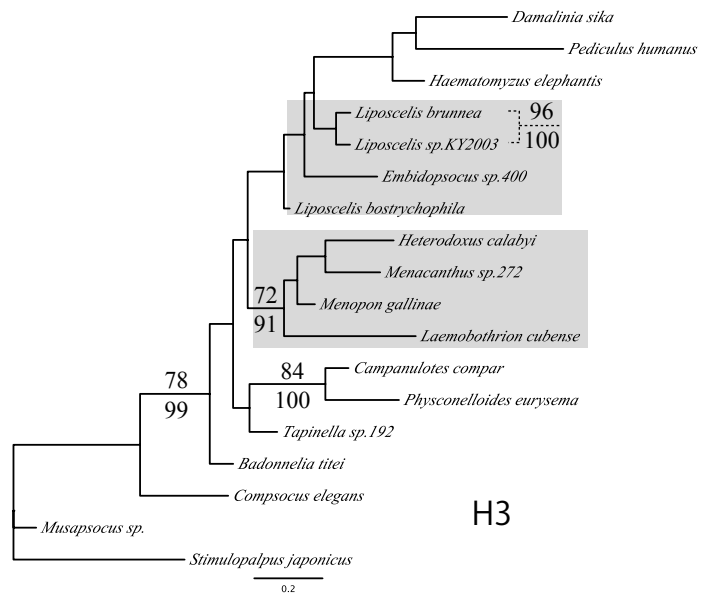 Damalinia sika
Pediculus humanus
Haematomyzus elephantis
Liposcelis brunnea
96
Liposcelis sp.KY2003
100
Embidopsocus sp.400
Liposcelis bostrychophila
Heterodoxus calabyi
Menacanthus sp.272
72
Menopon gallinae
91
Laemobothrion cubense
84
Campanulotes compar
78
100
Physconelloides eurysema
99
Tapinella sp.192
Badonnelia titei
Compsocus elegans
H3
Musapsocus sp.
Stimulopalpus japonicus
0.2